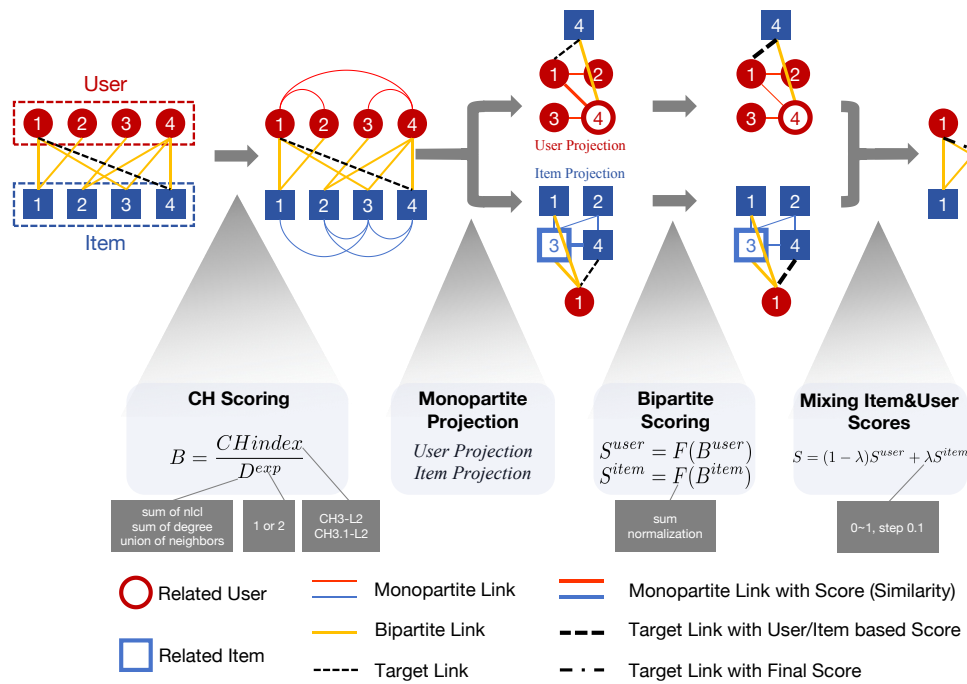 User
1 2 3 4
1 2 3 4
Item
1 2 3 4
1 2 3 4
4
1 2
3 4
User Projection
Item Projection
1 2
3 4
1
4
1 2
3 4
1 2
3 4
1
1
1
CH Scoring
B = CHindex / D^exp
sum of nlcl
sum of degree
union of neighbors
1 or 2
CH3-L2
CH3.1-L2
Monopartite
Projection
User Projection
Item Projection
Bipartite
Scoring
S^user = F(B^user)
S^item = F(B^item)
sum
normalization
Mixing Item&User
Scores
S = (1 − λ)S^user + λS^item
0~1, step 0.1
Related User
Related Item
Monopartite Link
Bipartite Link
Target Link
Monopartite Link with Score (Similarity)
Target Link with User/Item based Score
Target Link with Final Score